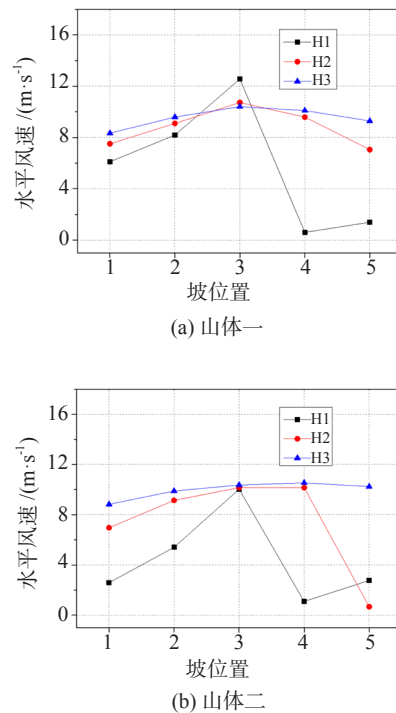 16
12
8
4
0
水平风速 /(m·s⁻¹)
H1
H2
H3
1 2 3 4 5
坡位置
(a) 山体一
16
12
8
4
0
水平风速 /(m·s⁻¹)
H1
H2
H3
1 2 3 4 5
坡位置
(b) 山体二